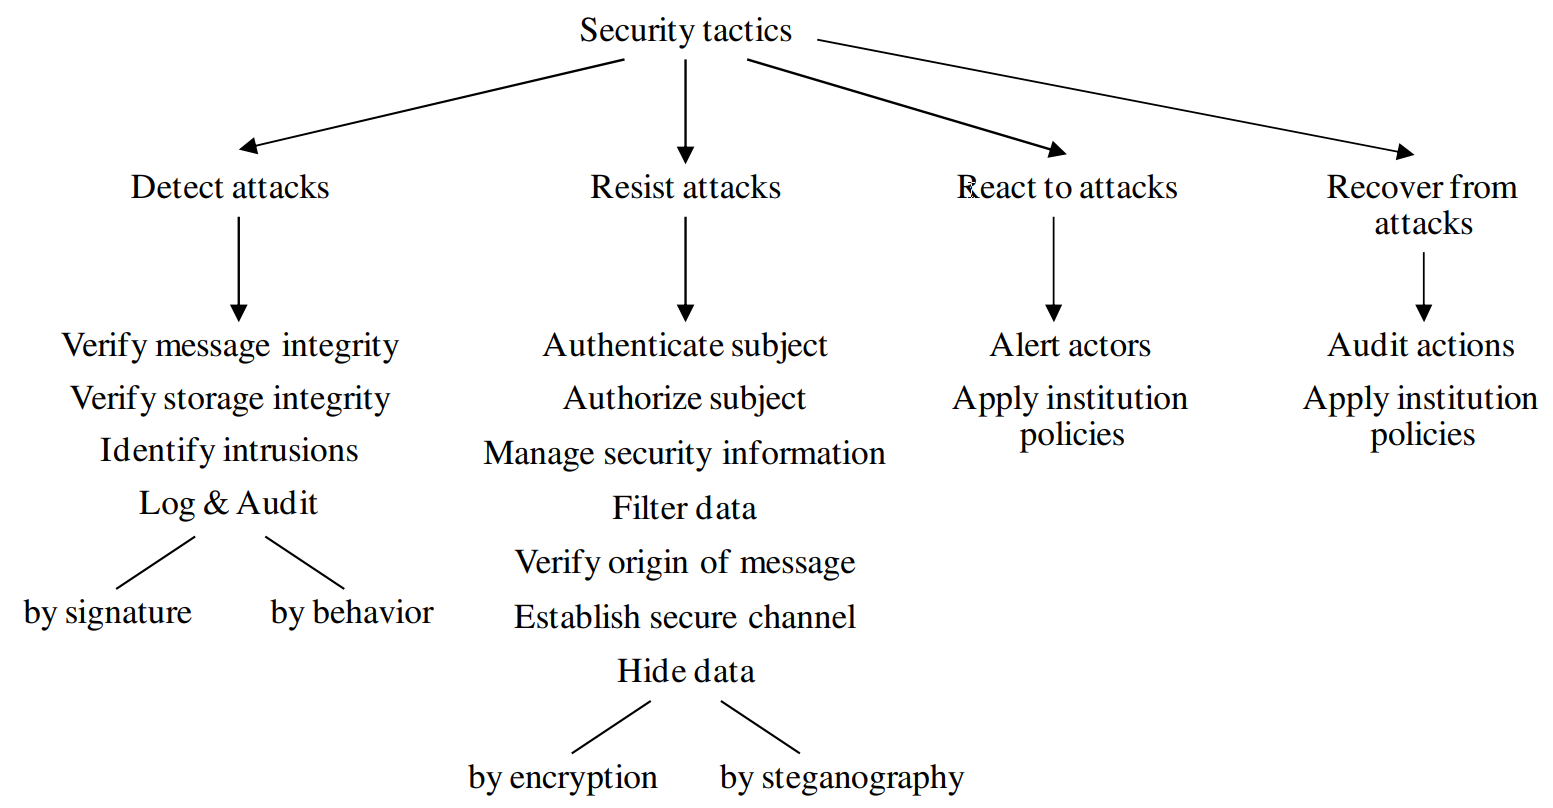 Security tactics
Detect attacks
Resist attacks
React to attacks
Recover from
attacks
Verify message integrity
Verify storage integrity
Identify intrusions
Log & Audit
by signature
by behavior
Authenticate subject
Authorize subject
Manage security information
Filter data
Verify origin of message
Establish secure channel
Hide data
by encryption
by steganography
Alert actors
Apply institution
policies
Audit actions
Apply institution
policies